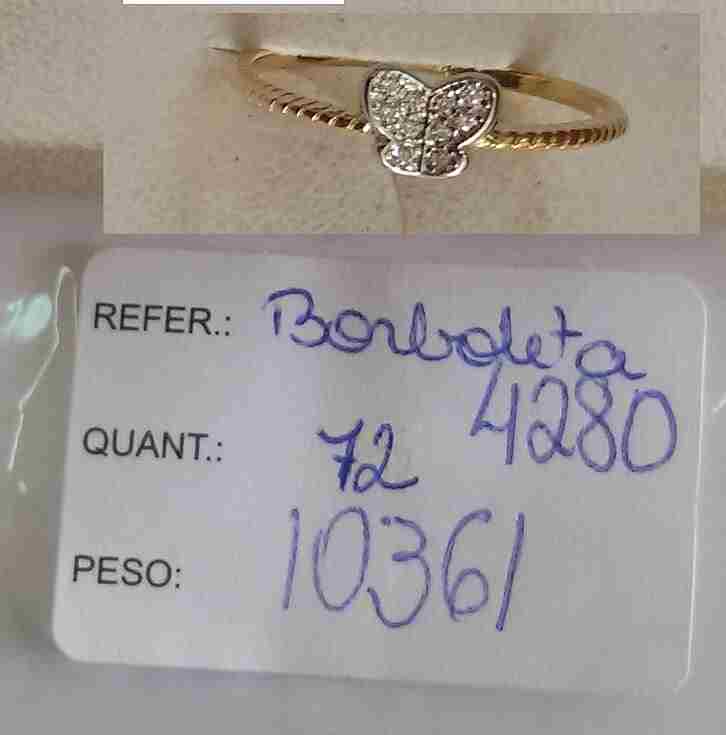 REFER.: Borboleta
4280
QUANT.: 72
PESO: 10361